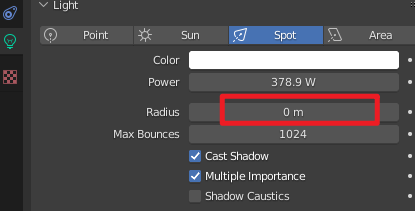 Light
Point Sun Spot Area
Color
Power 378.9 W
Radius 0 m
Max Bounces 1024
Cast Shadow
Multiple Importance
Shadow Caustics